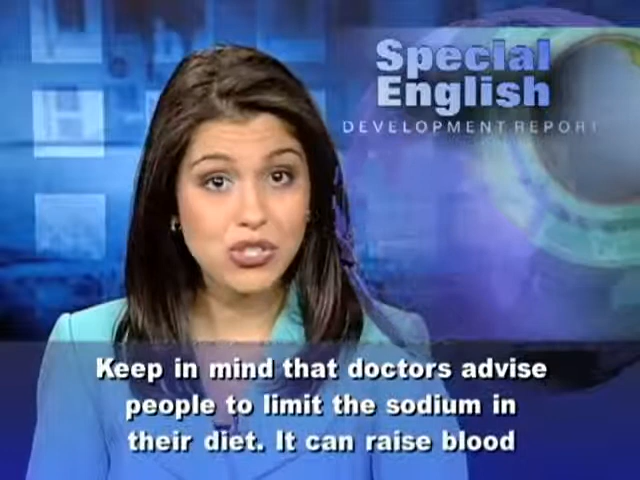 Special
English
DEVELOPMENT REPORT
Keep in mind that doctors advise
people to limit the sodium in
their diet. It can raise blood